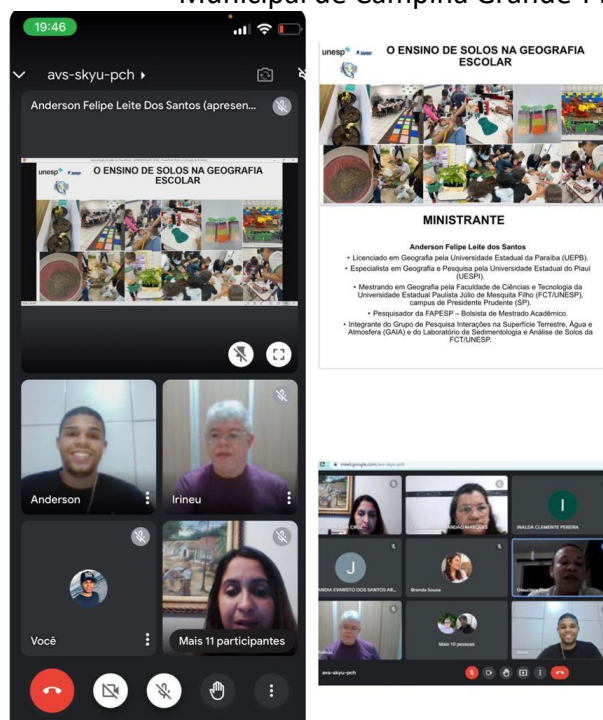 Municipal de Campina Grande
19:46
avs-skyu-pch
Anderson Felipe Leite Dos Santos (apresen...
unesp
O ENSINO DE SOLOS NA GEOGRAFIA
ESCOLAR
Anderson
Irineu
Você
Mais 11 participantes
unesp
O ENSINO DE SOLOS NA GEOGRAFIA
ESCOLAR
MINISTRANTE
Anderson Felipe Leite dos Santos
• Licenciado em Geografia pela Universidade Estadual da Paraíba (UEPB).
• Especialista em Geografia e Pesquisa pela Universidade Estadual do Piauí
(UESPI).
• Mestrando em Geografia pela Faculdade de Ciências e Tecnologia da
Universidade Estadual Paulista Júlio de Mesquita Filho (FCT/UNESP),
campus de Presidente Prudente (SP).
• Pesquisador da FAPESP – Bolsista de Mestrado Acadêmico.
• Integrante do Grupo de Pesquisa Interações na Superfície Terrestre, Água e
Atmosfera (GAIA) e do Laboratório de Sedimentologia e Análise de Solos da
FCT/UNESP.
meet.google.com/avs-skyu-pch
INALDA CLEMENTE PEREIRA
I
J
EVARISTO DOS SANTOS AR...
Brenda Souza
Mais 10 pessoas
avs-skyu-pch